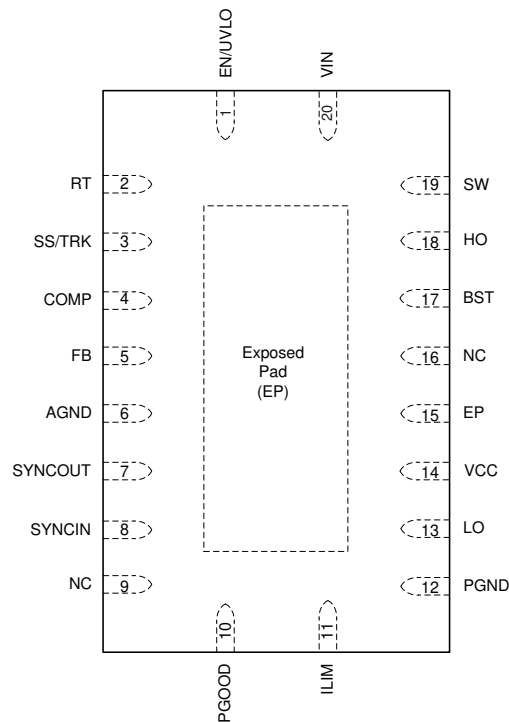 EN/UVLO
VIN
1
20
RT 2
19 SW
SS/TRK 3
18 HO
COMP 4
17 BST
FB 5
16 NC
Exposed
Pad
(EP)
AGND 6
15 EP
SYNCOUT 7
14 VCC
SYNCIN 8
13 LO
NC 9
12 PGND
10
11
PGOOD
ILIM